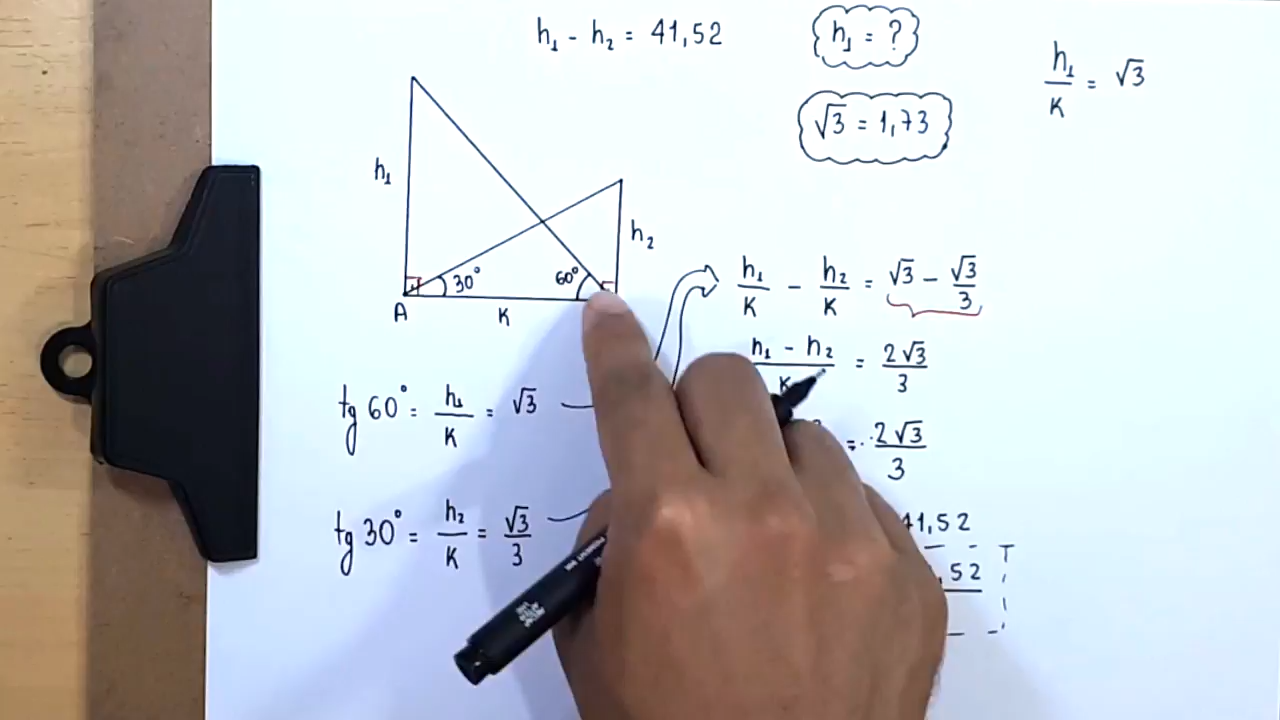 h₁ - h₂ = 41,52
h₁ = ?
√3 = 1,73
h₁/K = √3
h₁
h₂
30°
60°
A
K
h₁/K - h₂/K = √3 - √3/3
h₁ - h₂/K = 2√3/3
= 2√3/3
41,52
,52
tg 60° = h₁/K = √3
tg 30° = h₂/K = √3/3